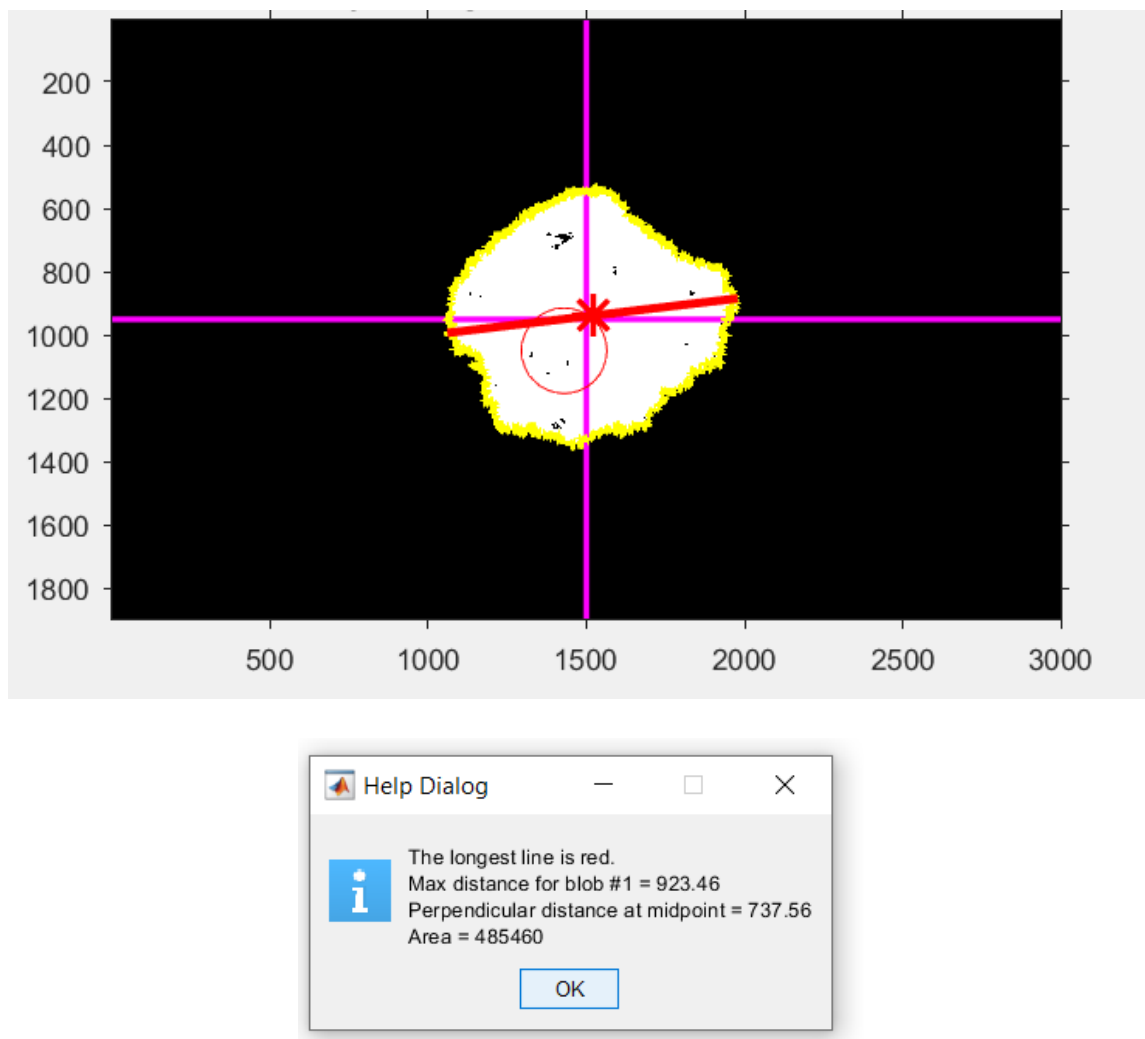 200
400
600
800
1000
1200
1400
1600
1800
500 1000 1500 2000 2500 3000
Help Dialog
The longest line is red.
Max distance for blob #1 = 923.46
Perpendicular distance at midpoint = 737.56
Area = 485460
OK